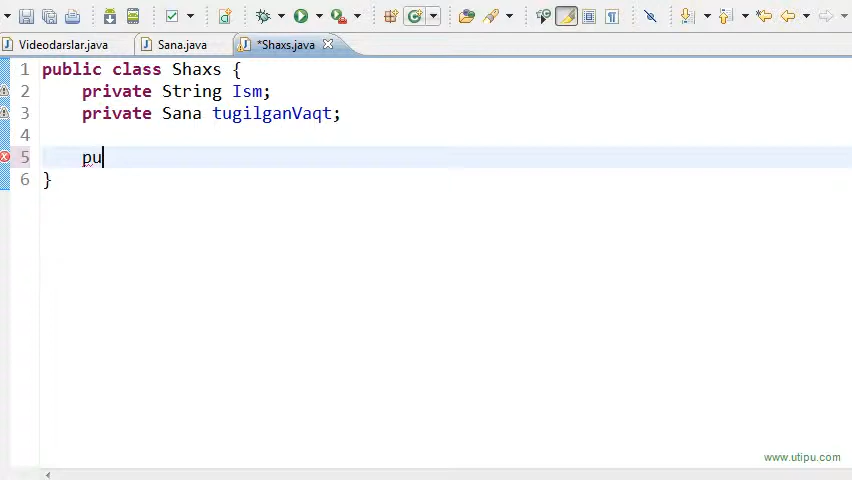 Videodarslar.java Sana.java *Shaxs.java
1 public class Shaxs {
2 private String Ism;
3 private Sana tugilganVaqt;
4
5 pu
6 }
www.utipu.com